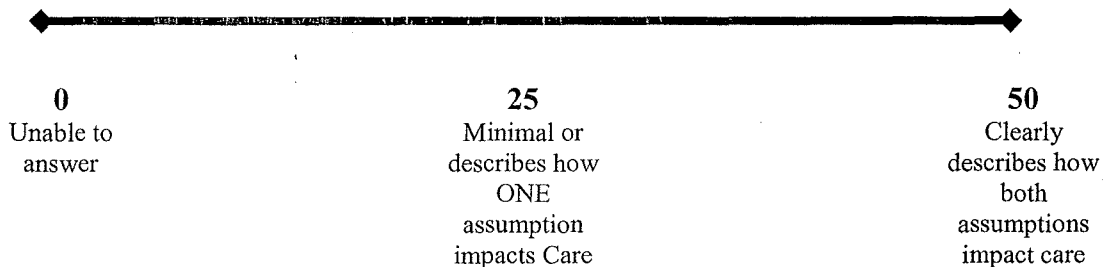 0
Unable to
answer
25
Minimal or
describes how
ONE
assumption
impacts Care
50
Clearly
describes how
both
assumptions
impact care